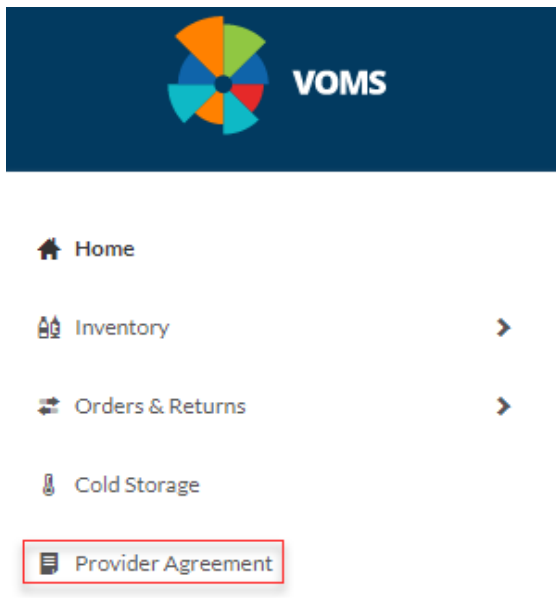 VOMS
Home
Inventory
Orders & Returns
Cold Storage
Provider Agreement